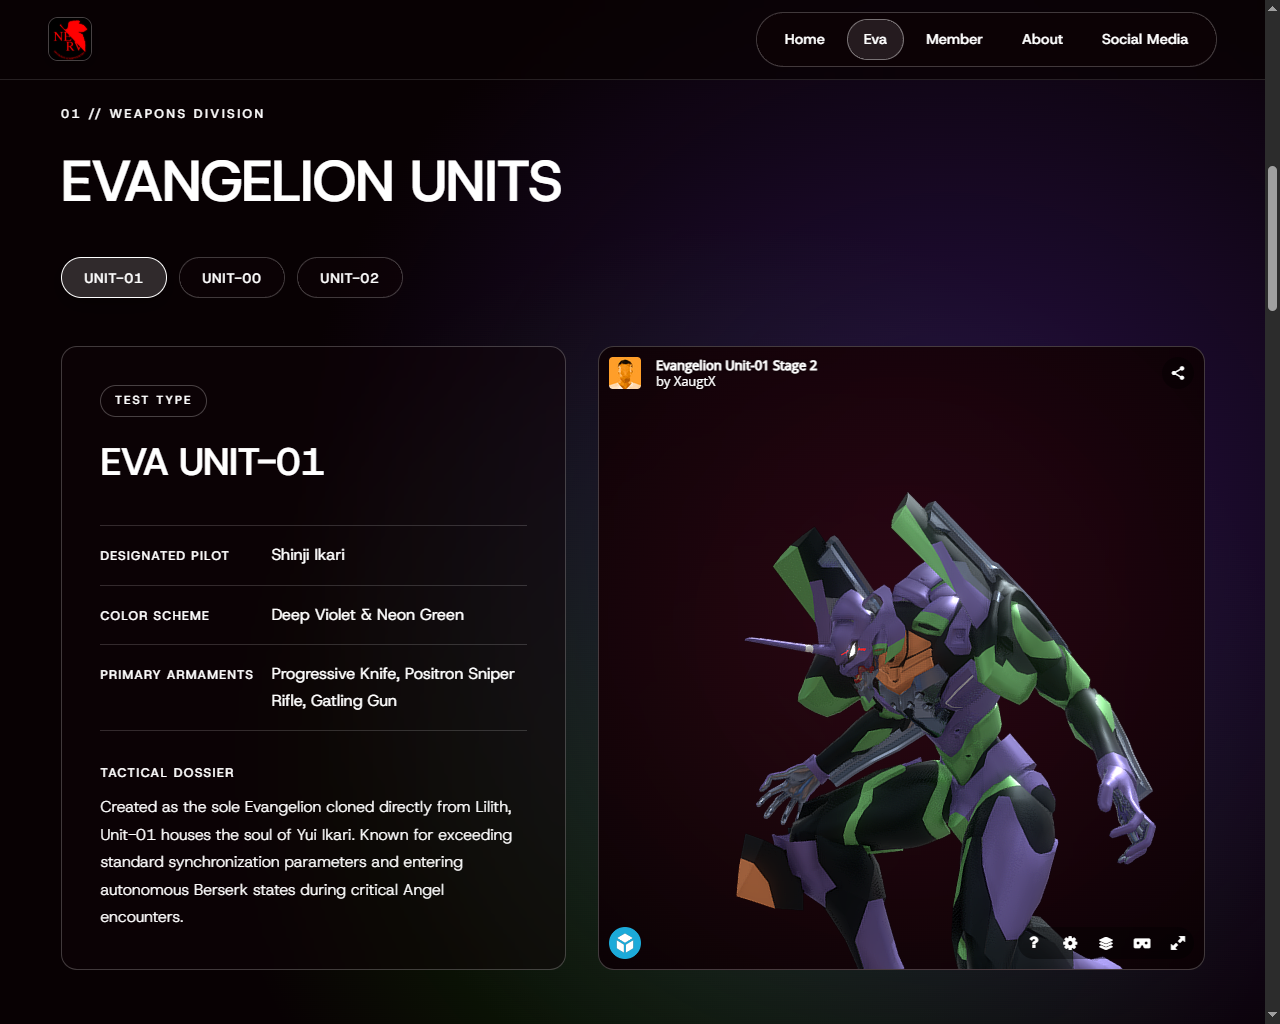 NERV
Home
Eva
Member
About
Social Media
01 // WEAPONS DIVISION
EVANGELION UNITS
UNIT-01
UNIT-00
UNIT-02
TEST TYPE
EVA UNIT-01
DESIGNATED PILOT
Shinji Ikari
COLOR SCHEME
Deep Violet & Neon Green
PRIMARY ARMAMENTS
Progressive Knife, Positron Sniper
Rifle, Gatling Gun
TACTICAL DOSSIER
Created as the sole Evangelion cloned directly from Lilith,
Unit-01 houses the soul of Yui Ikari. Known for exceeding
standard synchronization parameters and entering
autonomous Berserk states during critical Angel
encounters.
Evangelion Unit-01 Stage 2
by XaugtX
?